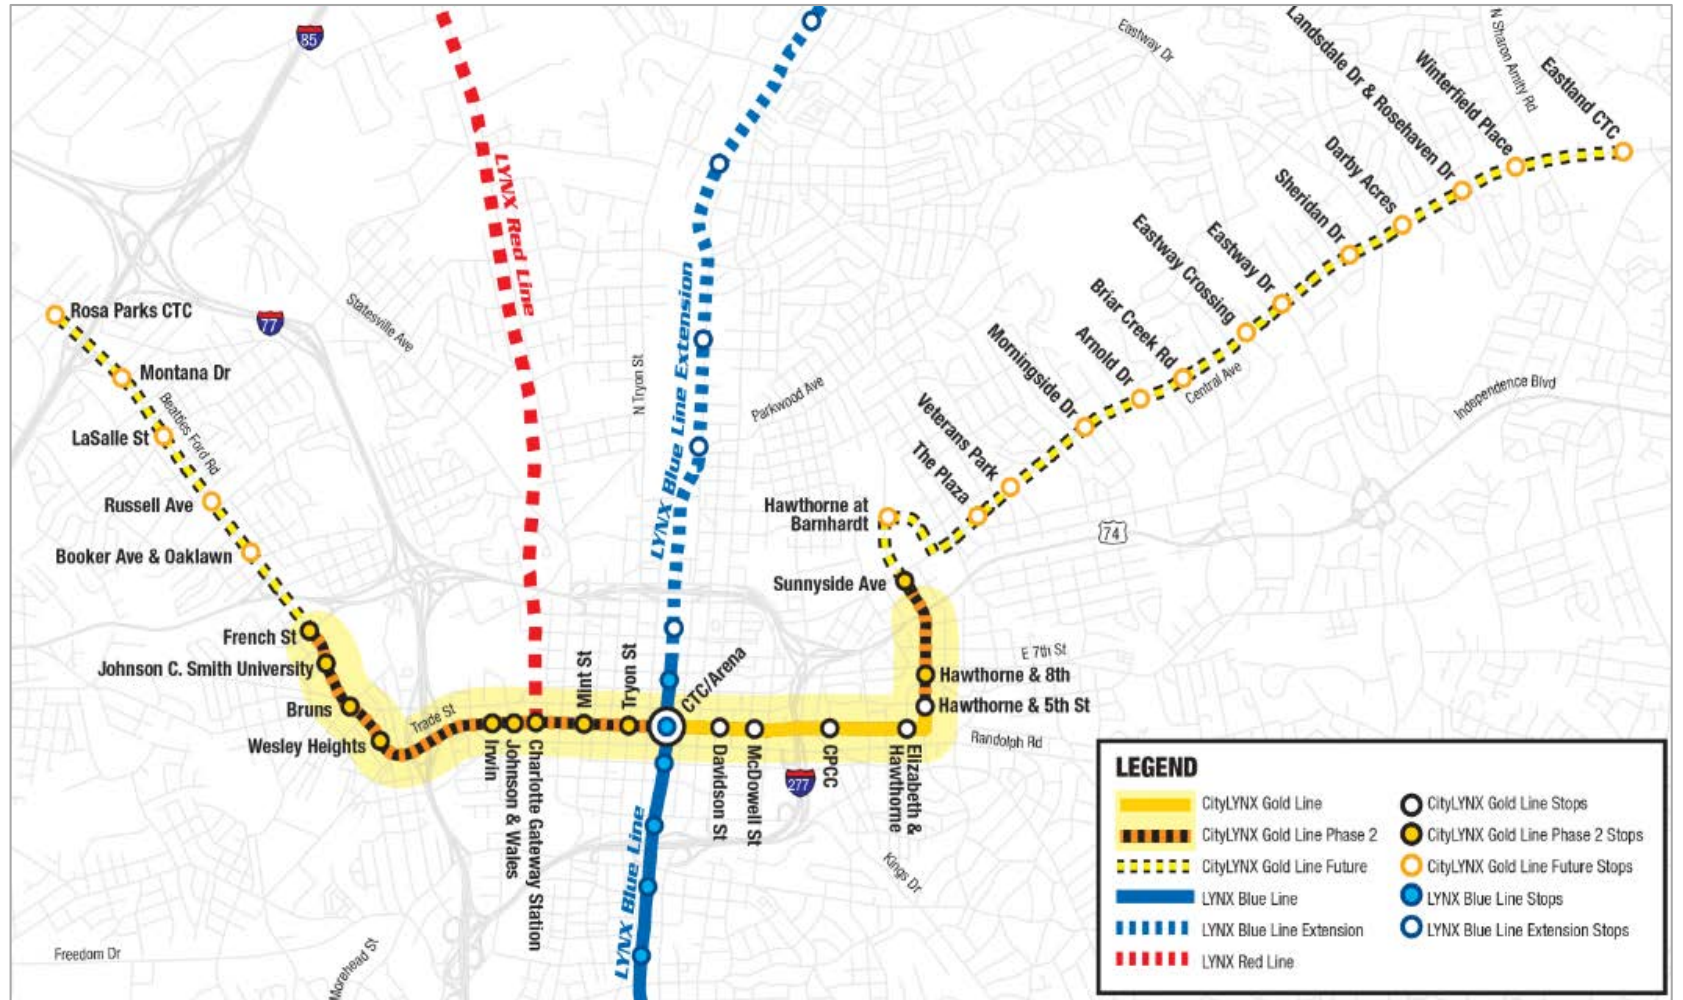 85
Eastway Dr
Landsdale Dr & Rosehaven Dr
N Sharon Amity Rd
Winterfield Place
Eastland CTC
Darby Acres
Sheridan Dr
Eastway Dr
Eastway Crossing
Briar Creek Rd
Arnold Dr
Morningside Dr
Central Ave
Independence Blvd
Veterans Park
The Plaza
LYNX Red Line
LYNX Blue Line Extension
Rosa Parks CTC
77
Statesville Ave
Montana Dr
N Tryon St
Parkwood Ave
Beatties Ford Rd
LaSalle St
Russell Ave
Booker Ave & Oaklawn
Hawthorne at
Barnhardt
74
Sunnyside Ave
French St
Johnson C. Smith University
Bruns
Wesley Heights
Trade St
Irwin
Johnson & Wales
Charlotte Gateway Station
Mint St
Tryon St
CTC/Arena
Davidson St
McDowell St
277
CPCC
Elizabeth &
Hawthorne
E 7th St
Hawthorne & 8th
Hawthorne & 5th St
Randolph Rd
Kings Dr
LYNX Blue Line
Freedom Dr
Morehead St
LEGEND
CityLYNX Gold Line
CityLYNX Gold Line Phase 2
CityLYNX Gold Line Future
LYNX Blue Line
LYNX Blue Line Extension
LYNX Red Line
CityLYNX Gold Line Stops
CityLYNX Gold Line Phase 2 Stops
CityLYNX Gold Line Future Stops
LYNX Blue Line Stops
LYNX Blue Line Extension Stops